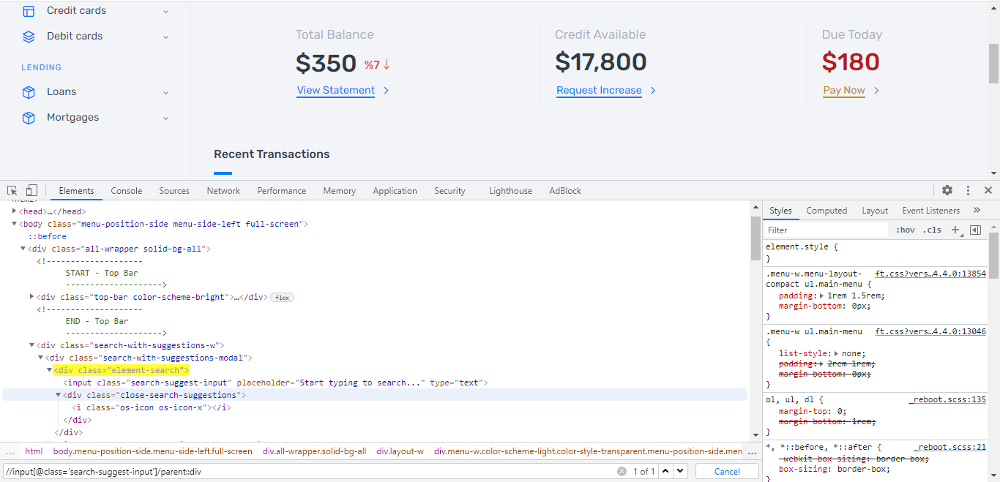 Credit cards
Debit cards
LENDING
Loans
Mortgages
Total Balance
$350 %7
View Statement
Credit Available
$17,800
Request Increase
Due Today
$180
Pay Now
Recent Transactions
Elements Console Sources Network Performance Memory Application Security Lighthouse AdBlock
<head>…</head>
<body class="menu-position-side menu-side-left full-screen">
::before
<div class="all-wrapper solid-bg-all">
<!--------------------
START - Top Bar
-------------------->
<div class="top-bar color-scheme-bright">…</div> flex
<!--------------------
END - Top Bar
-------------------->
<div class="search-with-suggestions-w">
<div class="search-with-suggestions-modal">
<div class="element-search">
<input class="search-suggest-input" placeholder="Start typing to search..." type="text">
<div class="close-search-suggestions">
<i class="os-icon os-icon-x"></i>
</div>
</div>
... html body.menu-position-side.menu-side-left.full-screen div.all-wrapper.solid-bg-all div.layout-w div.menu-w.color-scheme-light.color-style-transparent.menu-position-side.men ...
//input[@class='search-suggest-input']/parent::div 1 of 1 Cancel
Styles Computed Layout Event Listeners »
Filter :hov .cls +
element.style {
}
.menu-w.menu-layout- ft.css?vers…4.4.0:13854
compact ul.main-menu {
padding: 1rem 1.5rem;
margin-bottom: 0px;
}
.menu-w ul.main-menu ft.css?vers…4.4.0:13046
{
list-style: none;
padding: 2rem 1rem;
margin-bottom: 0px;
}
ol, ul, dl { _reboot.scss:135
margin-top: 0;
margin-bottom: 1rem;
}
*, *::before, *::after { _reboot.scss:21
-webkit-box-sizing: border-box;
box-sizing: border-box;
}